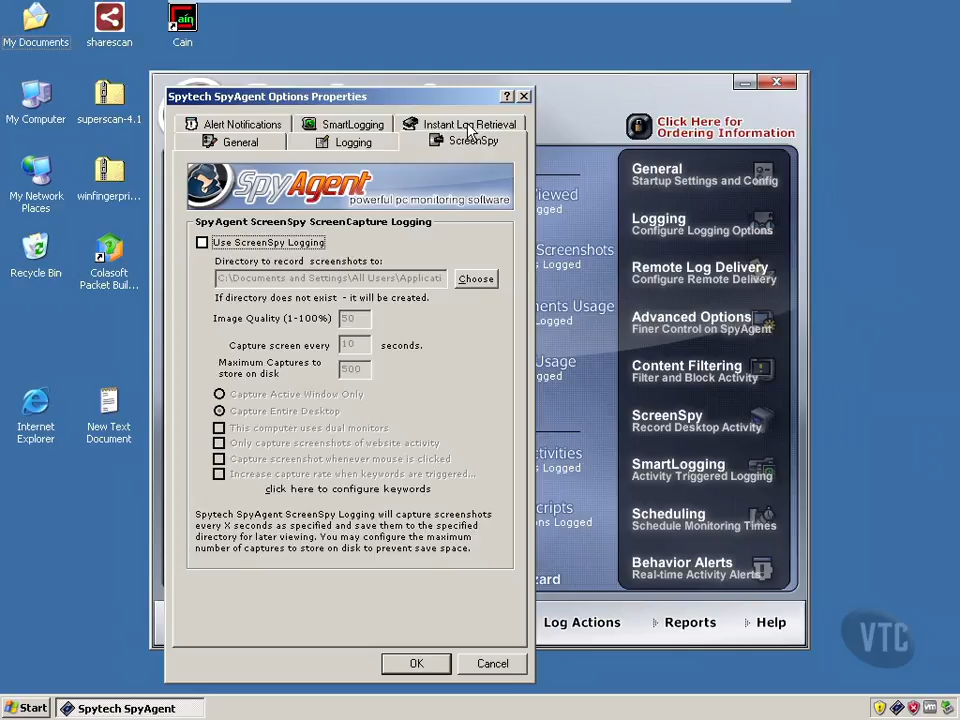 My Documents
sharescan
Cain
My Computer
superscan-4.1
My Network
Places
winfingerpri...
Recycle Bin
Colasoft
Packet Buil...
Internet
Explorer
New Text
Document
Spytech SpyAgent Options Properties
Alert Notifications
SmartLogging
Instant Log Retrieval
General
Logging
ScreenSpy
SpyAgent
powerful pc monitoring software
SpyAgent ScreenSpy ScreenCapture Logging
Use ScreenSpy Logging
Directory to record screenshots to:
C:\Documents and Settings\All Users\Applicati
Choose
If directory does not exist - it will be created.
Image Quality (1-100%) 50
Capture screen every 10 seconds.
Maximum Captures to
store on disk
500
Capture Active Window Only
Capture Entire Desktop
This computer uses dual monitors
Only capture screenshots of website activity
Capture screenshot whenever mouse is clicked
Increase capture rate when keywords are triggered...
click here to configure keywords
Spytech SpyAgent ScreenSpy Logging will capture screenshots
every X seconds as specified and save them to the specified
directory for later viewing. You may configure the maximum
number of captures to store on disk to prevent save space.
OK
Cancel
Click Here for
Ordering Information
iewed
gged
Screenshots
s Logged
ents Usage
ogged
Usage
gged
tivities
s Logged
cripts
ons Logged
zard
General
Startup Settings and Config
Logging
Configure Logging Options
Remote Log Delivery
Configure Remote Delivery
Advanced Options
Finer Control on SpyAgent
Content Filtering
Filter and Block Activity
ScreenSpy
Record Desktop Activity
SmartLogging
Activity Triggered Logging
Scheduling
Schedule Monitoring Times
Behavior Alerts
Real-time Activity Alerts
Log Actions
Reports
Help
VTC
Start
Spytech SpyAgent